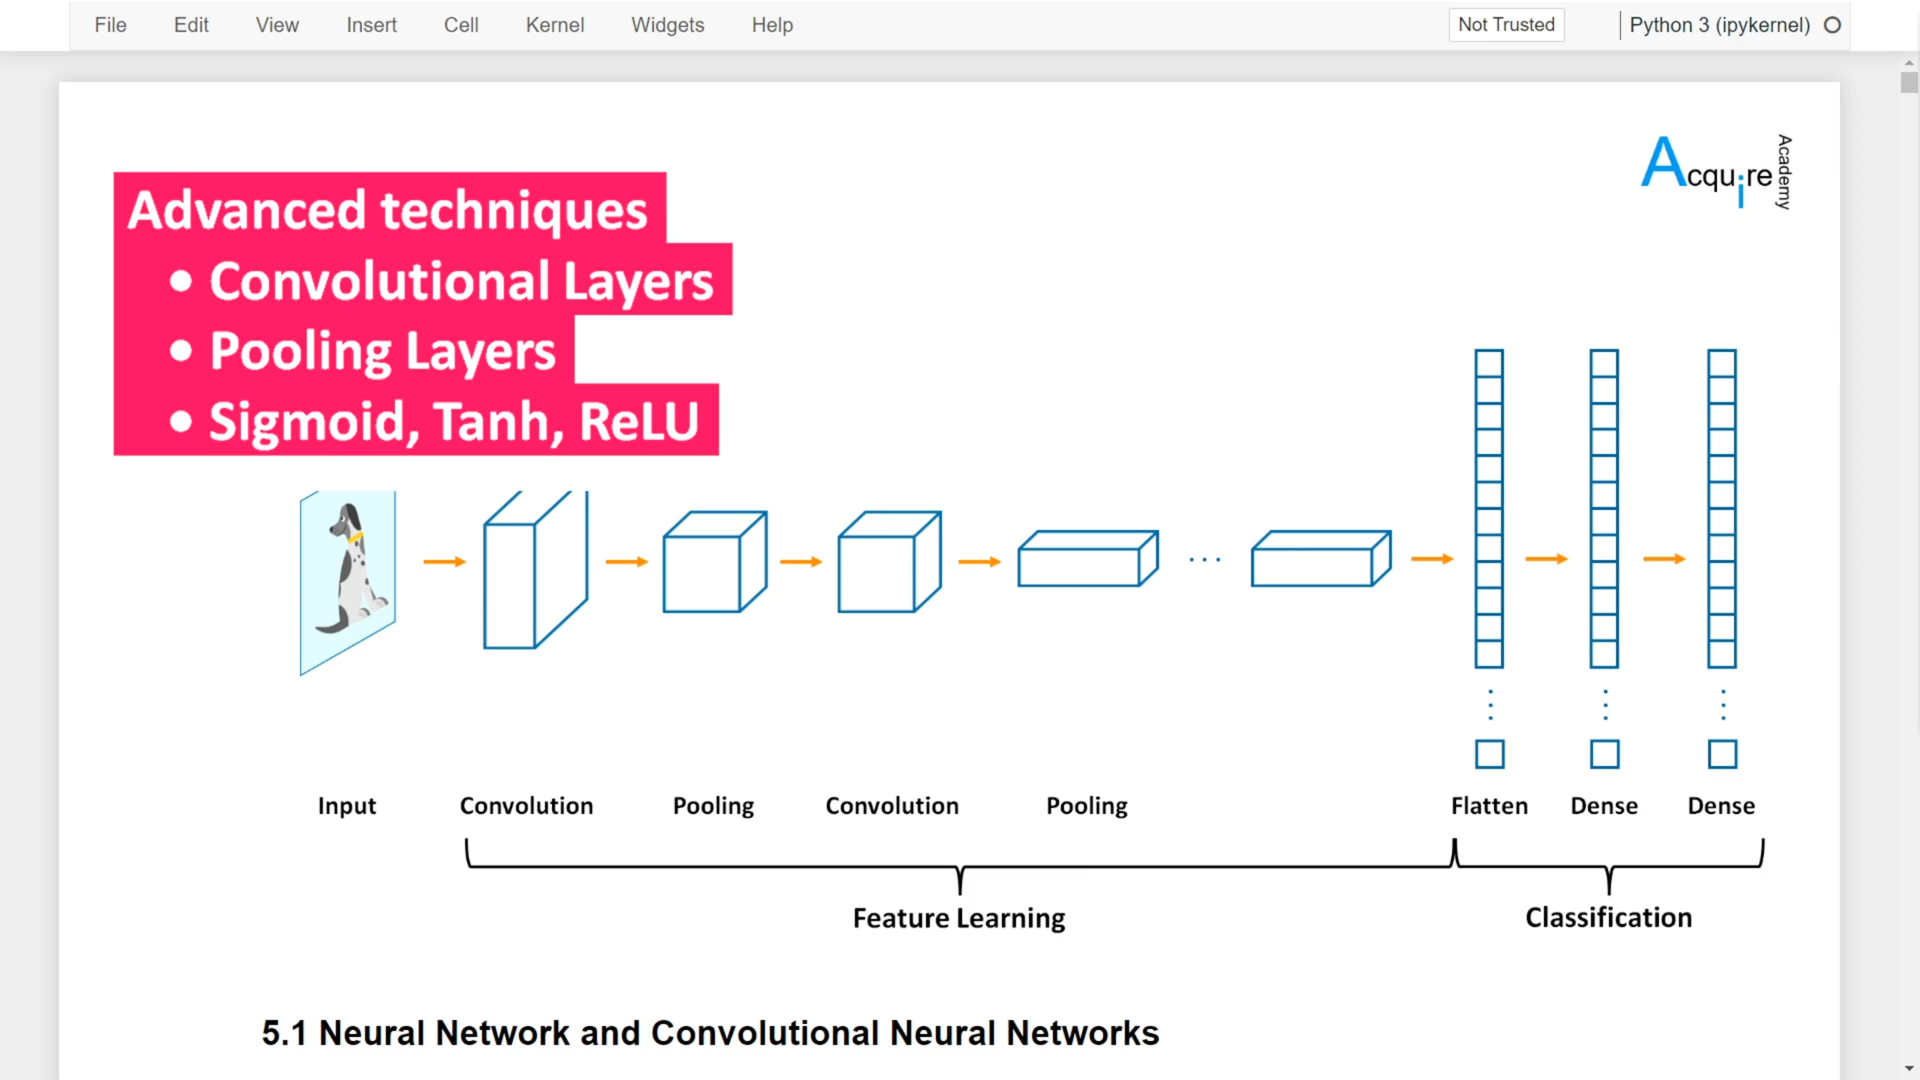 File Edit View Insert Cell Kernel Widgets Help Not Trusted Python 3 (ipykernel)
Acquire Academy
Advanced techniques
• Convolutional Layers
• Pooling Layers
• Sigmoid, Tanh, ReLU
Input Convolution Pooling Convolution Pooling Flatten Dense Dense
Feature Learning Classification
5.1 Neural Network and Convolutional Neural Networks